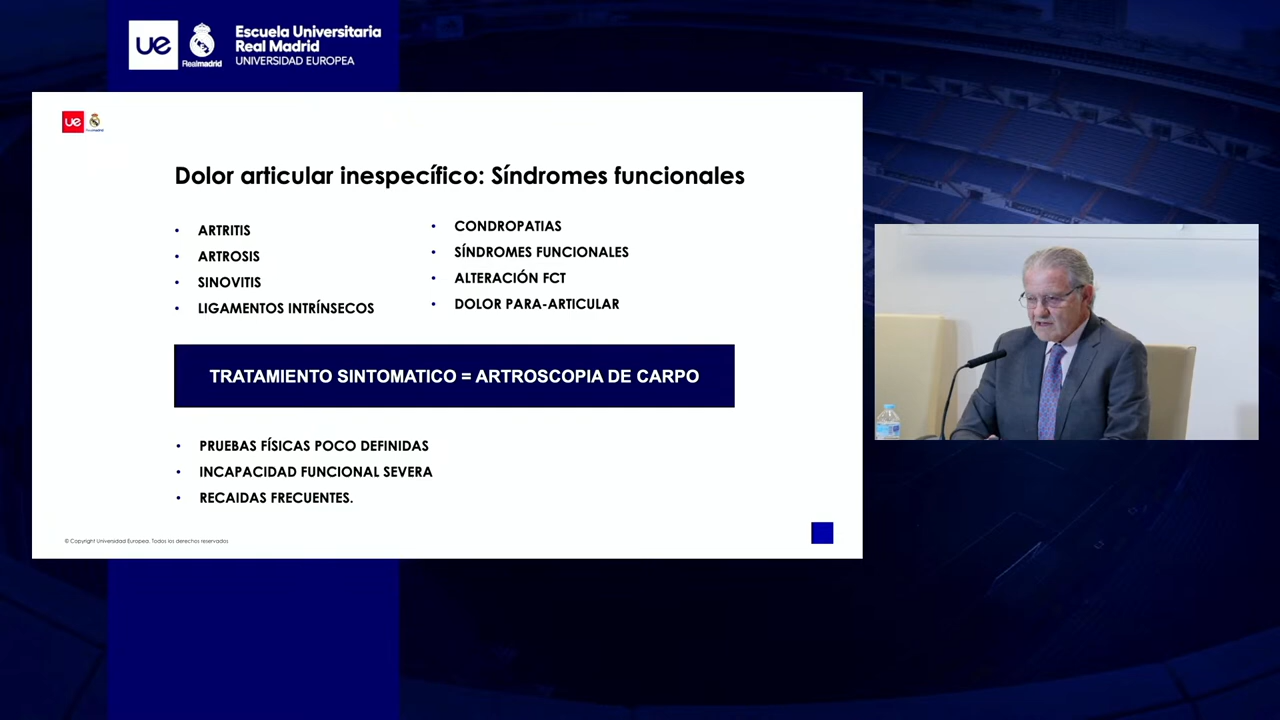 ue
Realmadrid
Escuela Universitaria
Real Madrid
UNIVERSIDAD EUROPEA
ue
Realmadrid
Dolor articular inespecífico: Síndromes funcionales
• ARTRITIS
• ARTROSIS
• SINOVITIS
• LIGAMENTOS INTRÍNSECOS
• CONDROPATIAS
• SÍNDROMES FUNCIONALES
• ALTERACIÓN FCT
• DOLOR PARA-ARTICULAR
TRATAMIENTO SINTOMATICO = ARTROSCOPIA DE CARPO
• PRUEBAS FÍSICAS POCO DEFINIDAS
• INCAPACIDAD FUNCIONAL SEVERA
• RECAIDAS FRECUENTES.
© Copyright Universidad Europea. Todos los derechos reservados